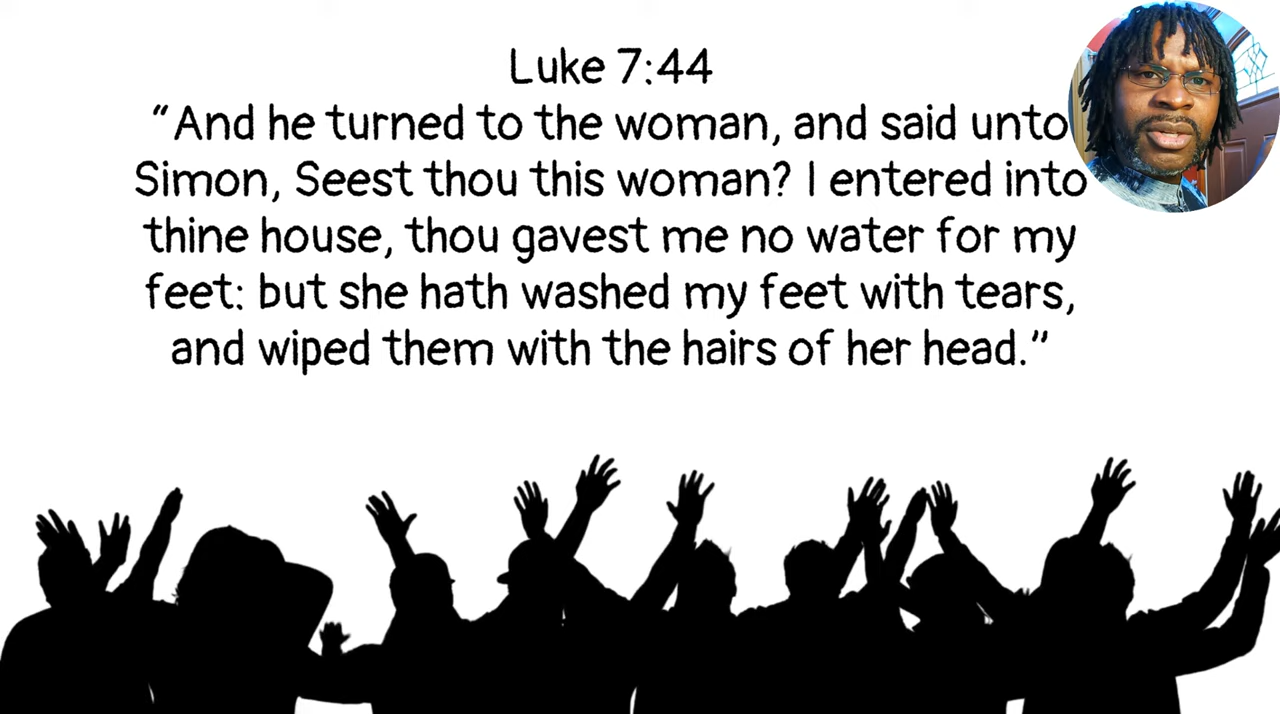 Luke 7:44
“And he turned to the woman, and said unto
Simon, Seest thou this woman? I entered into
thine house, thou gavest me no water for my
feet: but she hath washed my feet with tears,
and wiped them with the hairs of her head.”